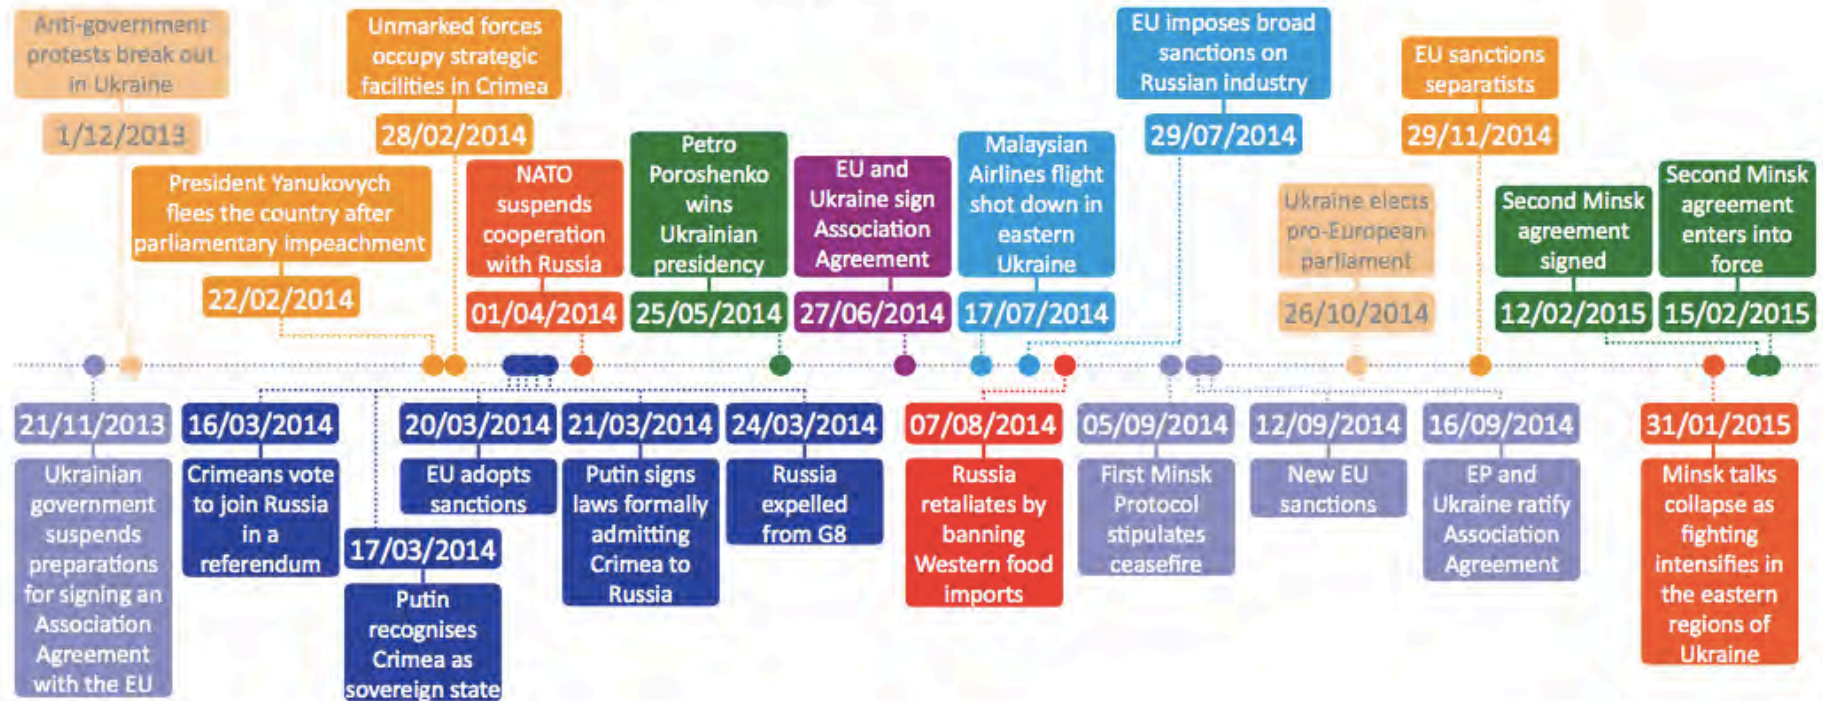 Anti-government
protests break out
in Ukraine
1/12/2013
President Yanukovych
flees the country after
parliamentary impeachment
22/02/2014
Unmarked forces
occupy strategic
facilities in Crimea
28/02/2014
NATO
suspends
cooperation
with Russia
01/04/2014
Petro
Poroshenko
wins
Ukrainian
presidency
25/05/2014
EU and
Ukraine sign
Association
Agreement
27/06/2014
Malaysian
Airlines flight
shot down in
eastern
Ukraine
17/07/2014
EU imposes broad
sanctions on
Russian industry
29/07/2014
Ukraine elects
pro-European
parliament
26/10/2014
EU sanctions
separatists
29/11/2014
Second Minsk
agreement
signed
12/02/2015
Second Minsk
agreement
enters into
force
15/02/2015
21/11/2013
Ukrainian
government
suspends
preparations
for signing an
Association
Agreement
with the EU
16/03/2014
Crimeans vote
to join Russia
in a
referendum
17/03/2014
Putin
recognises
Crimea as
sovereign state
20/03/2014
EU adopts
sanctions
21/03/2014
Putin signs
laws formally
admitting
Crimea to
Russia
24/03/2014
Russia
expelled
from G8
07/08/2014
Russia
retaliates by
banning
Western food
imports
05/09/2014
First Minsk
Protocol
stipulates
ceasefire
12/09/2014
New EU
sanctions
16/09/2014
EP and
Ukraine ratify
Association
Agreement
31/01/2015
Minsk talks
collapse as
fighting
intensifies in
the eastern
regions of
Ukraine